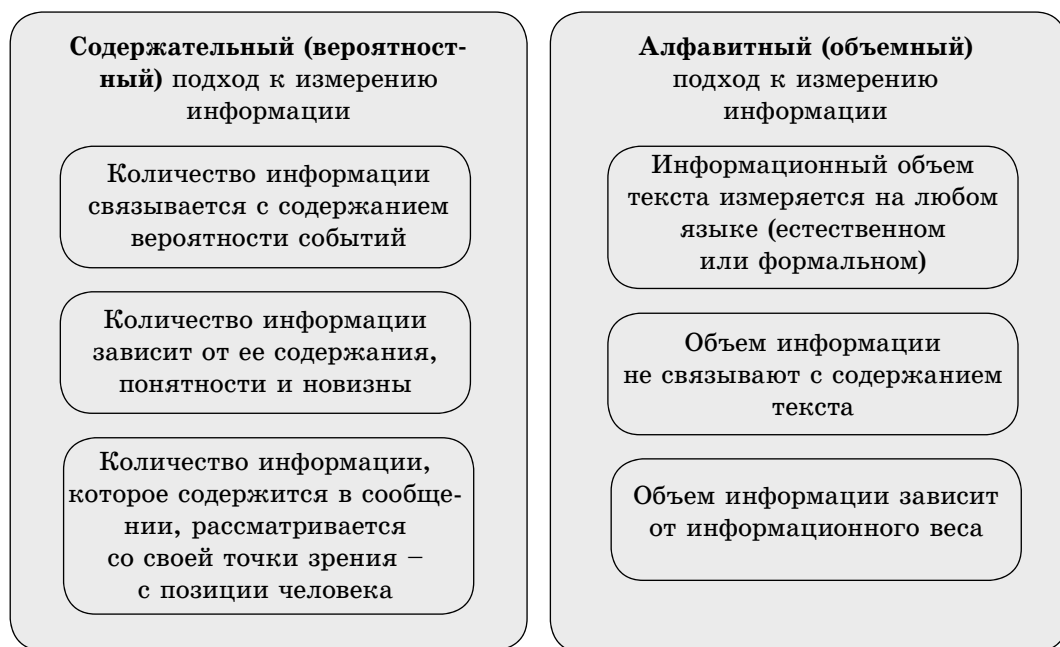 Содержательный (вероятност-
ный) подход к измерению
информации
Количество информации
связывается с содержанием
вероятности событий
Количество информации
зависит от ее содержания,
понятности и новизны
Количество информации,
которое содержится в сообще-
нии, рассматривается
со своей точки зрения –
с позиции человека
Алфавитный (объемный)
подход к измерению
информации
Информационный объем
текста измеряется на любом
языке (естественном
или формальном)
Объем информации
не связывают с содержанием
текста
Объем информации зависит
от информационного веса